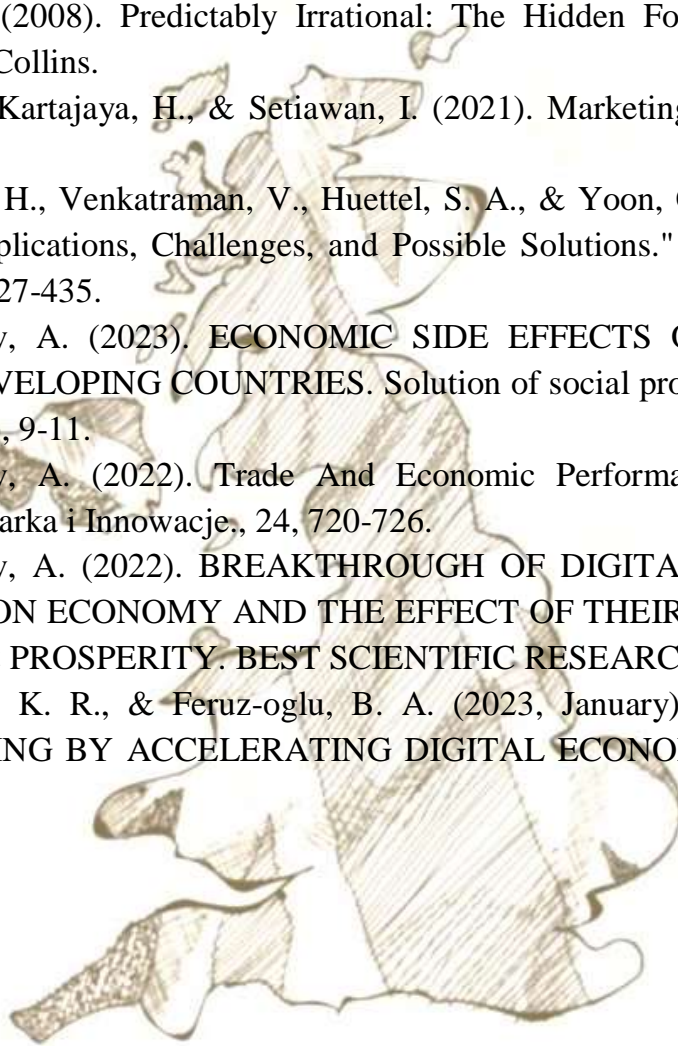 (2008). Predictably Irrational: The Hidden Fo
Collins.
Kartajaya, H., & Setiawan, I. (2021). Marketing
H., Venkatraman, V., Huettel, S. A., & Yoon,
plications, Challenges, and Possible Solutions."
27-435.
y, A. (2023). ECONOMIC SIDE EFFECTS
VELOPING COUNTRIES. Solution of social pro
, 9-11.
y, A. (2022). Trade And Economic Performa
arka i Innowacje., 24, 720-726.
y, A. (2022). BREAKTHROUGH OF DIGITA
ON ECONOMY AND THE EFFECT OF THEIR
PROSPERITY. BEST SCIENTIFIC RESEARC
K. R., & Feruz-oglu, B. A. (2023, January)
ING BY ACCELERATING DIGITAL ECONO